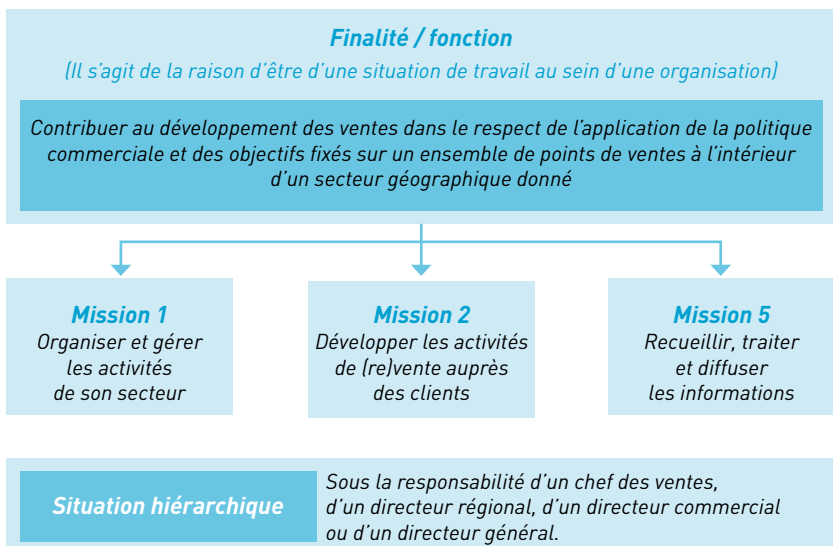 Finalité / fonction
(Il s'agit de la raison d'être d'une situation de travail au sein d'une organisation)
Contribuer au développement des ventes dans le respect de l'application de la politique
commerciale et des objectifs fixés sur un ensemble de points de ventes à l'intérieur
d'un secteur géographique donné
Mission 1
Organiser et gérer
les activités
de son secteur
Mission 2
Développer les activités
de (re)vente auprès
des clients
Mission 5
Recueillir, traiter
et diffuser
les informations
Situation hiérarchique
Sous la responsabilité d'un chef des ventes,
d'un directeur régional, d'un directeur commercial
ou d'un directeur général.